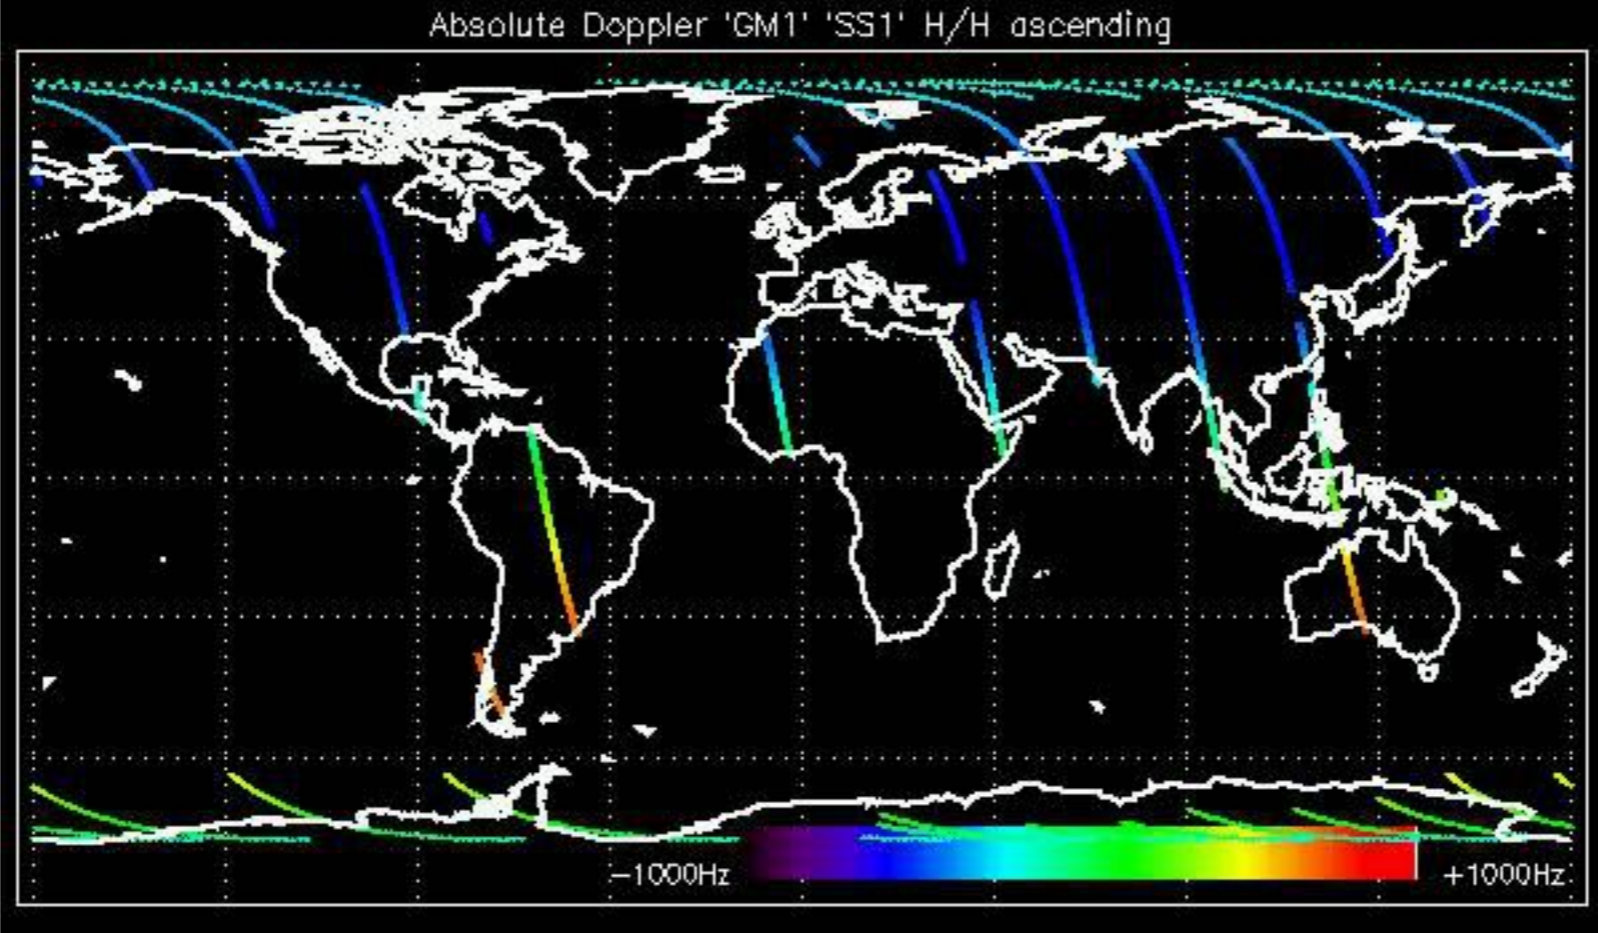 Absolute Doppler 'GM1' 'SS1' H/H ascending
−1000Hz
+1000Hz